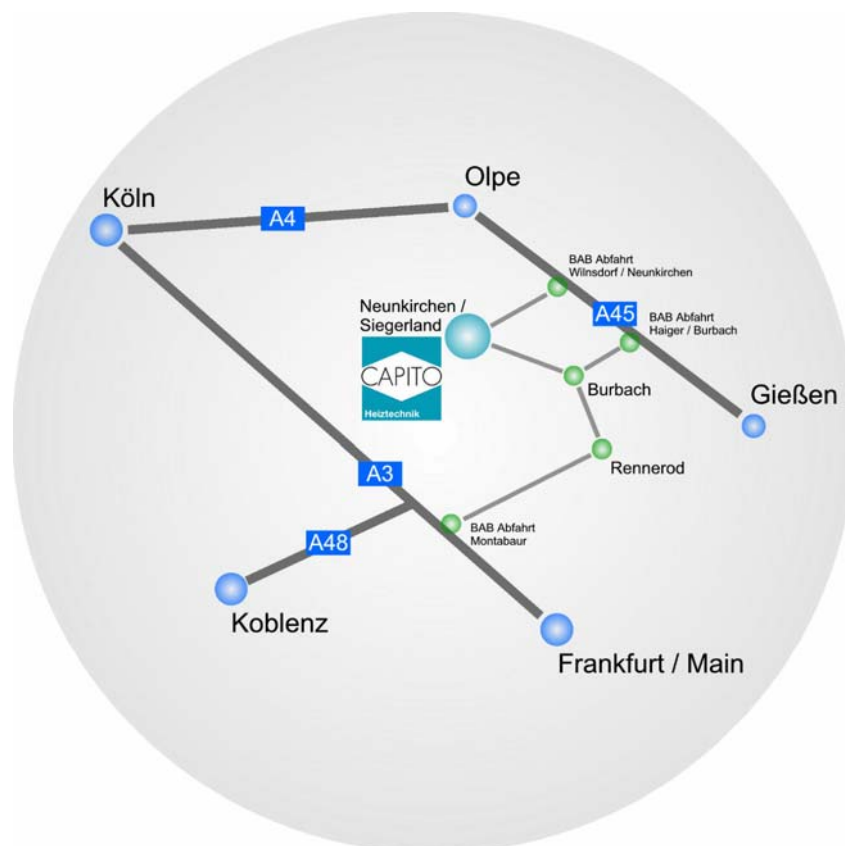 Olpe
Köln
A4
BAB Abfahrt
Wilnsdorf / Neunkirchen
Neunkirchen /
Siegerland
A45
BAB Abfahrt
Haiger / Burbach
CAPITO
Heiztechnik
Burbach
Gießen
Rennerod
A3
BAB Abfahrt
Montabaur
A48
Koblenz
Frankfurt / Main